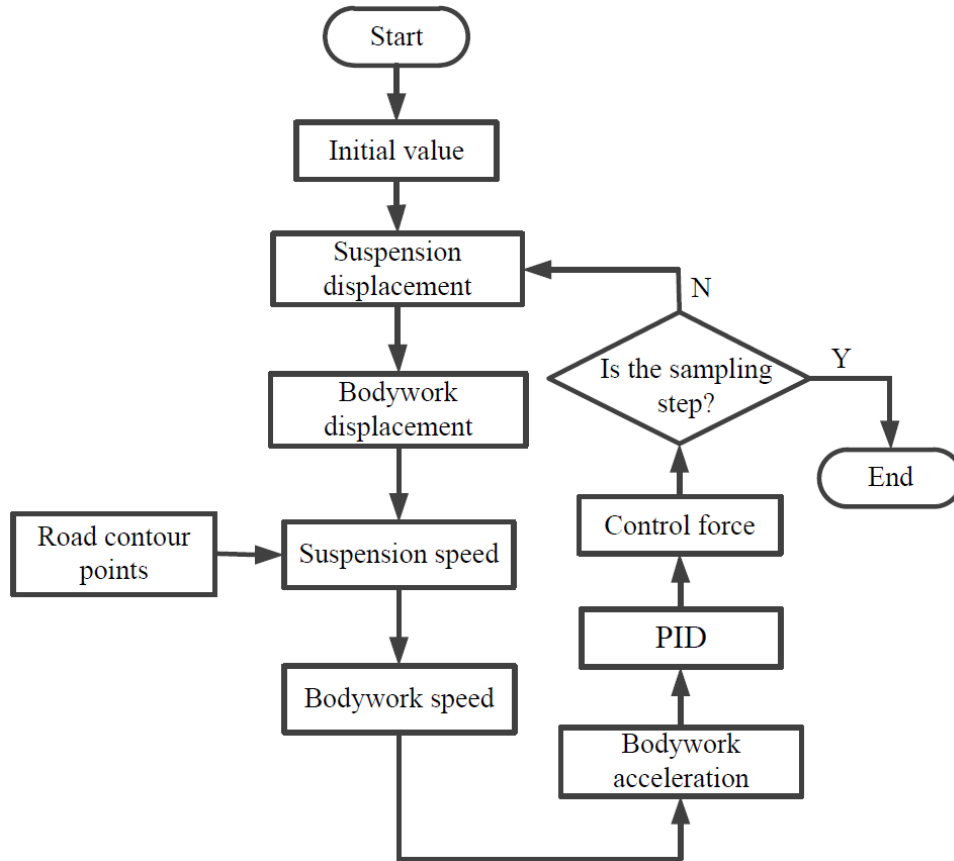 Start
Initial value
Suspension
displacement
N
Is the sampling
step?
Y
Bodywork
displacement
End
Road contour
points
Suspension speed
Control force
PID
Bodywork speed
Bodywork
acceleration